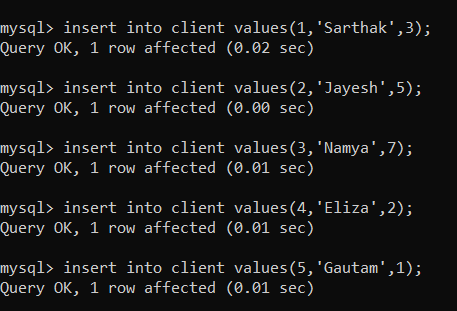 mysql> insert into client values(1,'Sarthak',3);
Query OK, 1 row affected (0.02 sec)
mysql> insert into client values(2,'Jayesh',5);
Query OK, 1 row affected (0.00 sec)
mysql> insert into client values(3,'Namya',7);
Query OK, 1 row affected (0.01 sec)
mysql> insert into client values(4,'Eliza',2);
Query OK, 1 row affected (0.01 sec)
mysql> insert into client values(5,'Gautam',1);
Query OK, 1 row affected (0.01 sec)